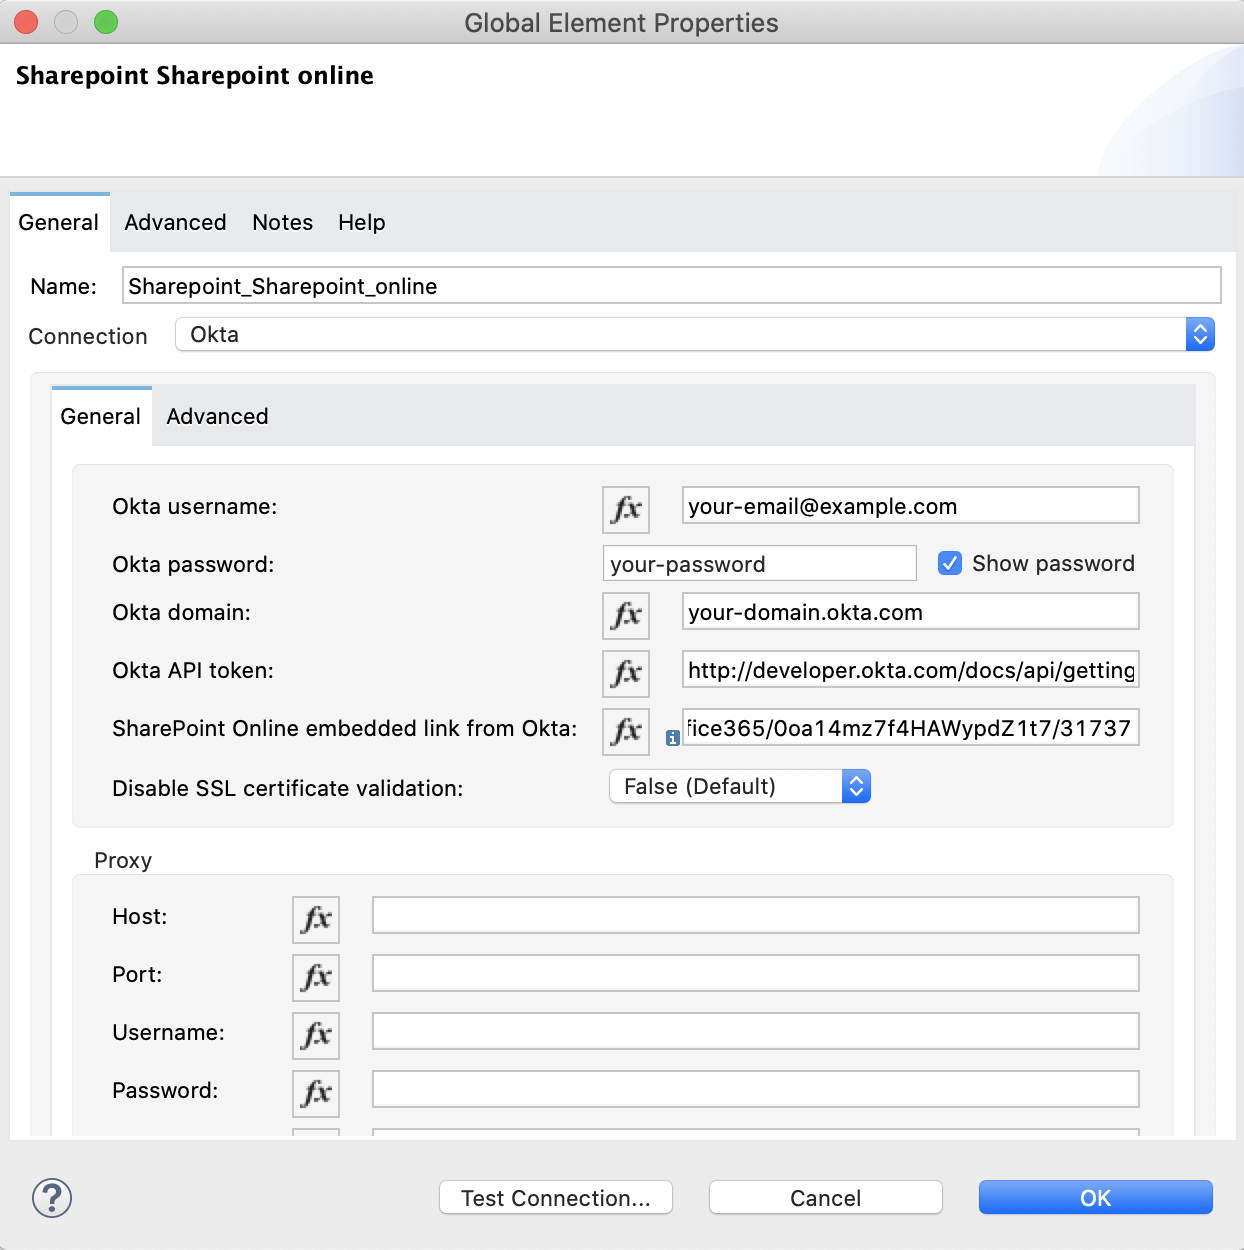 Global Element Properties
Sharepoint Sharepoint online
General Advanced Notes Help
Name: Sharepoint_Sharepoint_online
Connection Okta
General Advanced
Okta username: fx your-email@example.com
Okta password: your-password Show password
Okta domain: fx your-domain.okta.com
Okta API token: fx http://developer.okta.com/docs/api/getting
SharePoint Online embedded link from Okta: fx i fice365/0oa14mz7f4HAWypdZ1t7/31737
Disable SSL certificate validation: False (Default)
Proxy
Host: fx
Port: fx
Username: fx
Password: fx
? Test Connection... Cancel OK